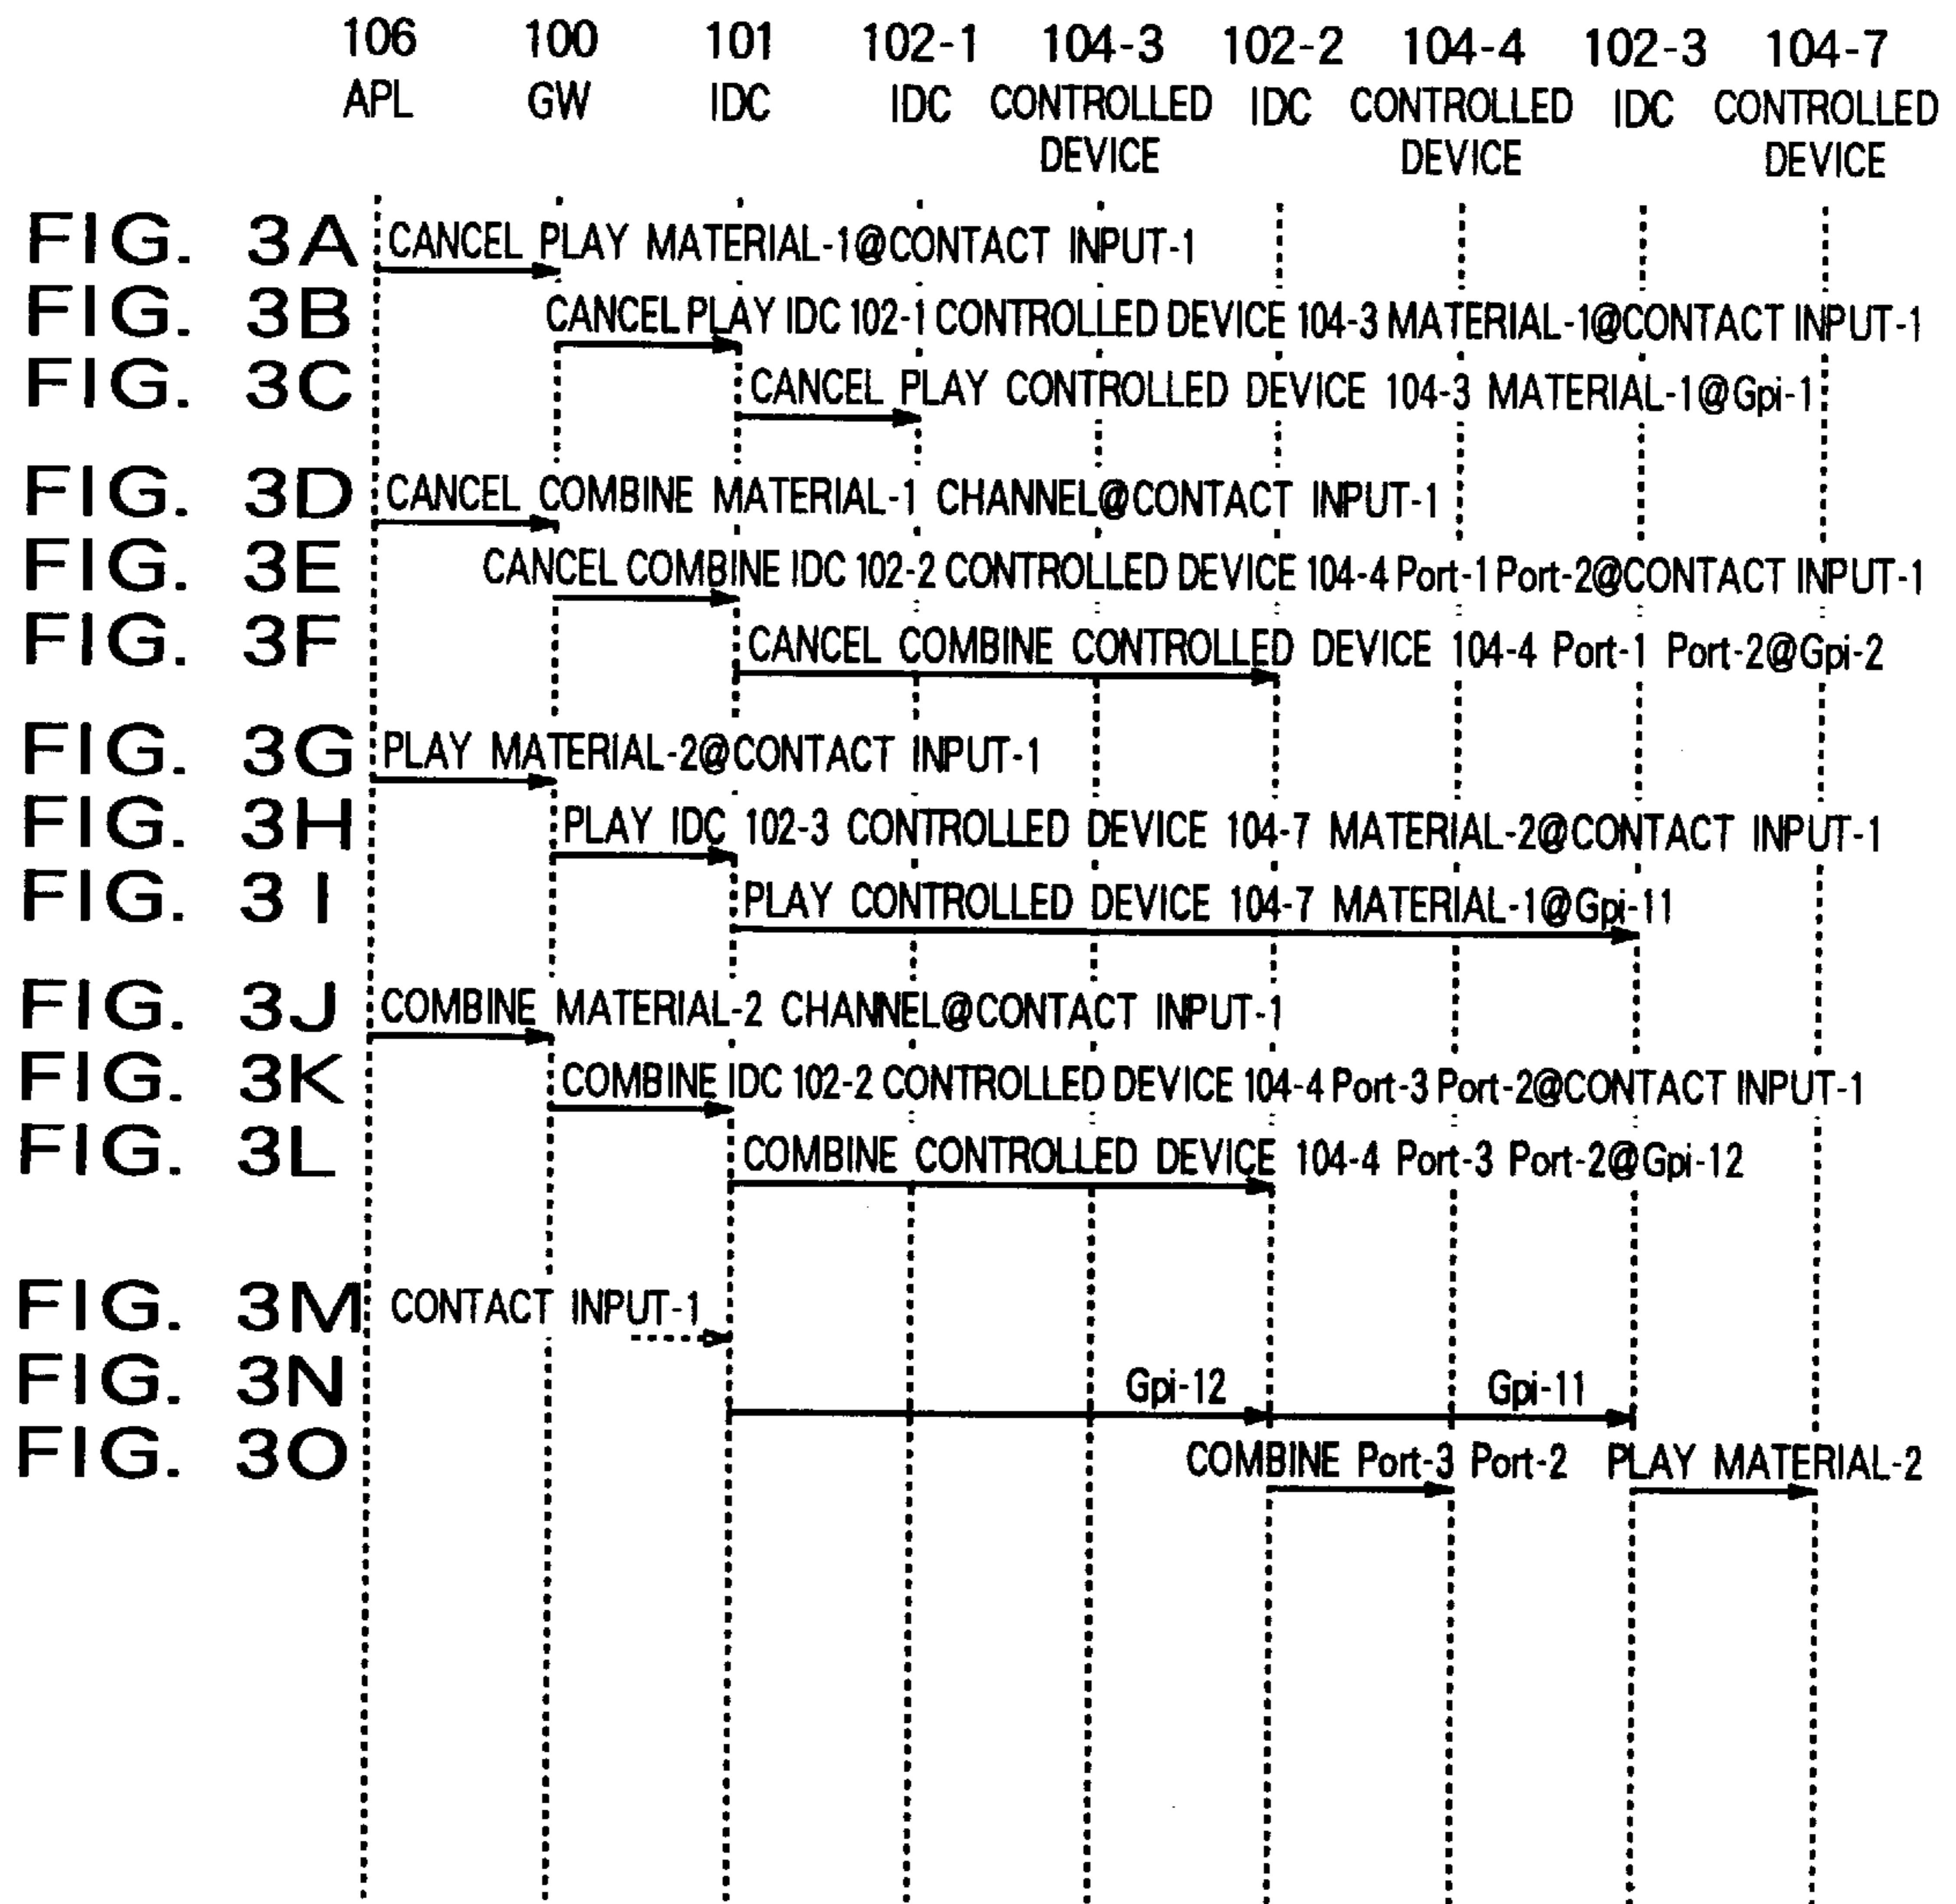 106 100 101 102-1 104-3 102-2 104-4 102-3 104-7
APL GW IDC IDC CONTROLLED IDC CONTROLLED IDC CONTROLLED
DEVICE DEVICE DEVICE
FIG. 3A CANCEL PLAY MATERIAL-1@CONTACT INPUT-1
FIG. 3B CANCEL PLAY IDC 102-1 CONTROLLED DEVICE 104-3 MATERIAL-1@CONTACT INPUT-1
FIG. 3C CANCEL PLAY CONTROLLED DEVICE 104-3 MATERIAL-1@Gpi-1
FIG. 3D CANCEL COMBINE MATERIAL-1 CHANNEL@CONTACT INPUT-1
FIG. 3E CANCEL COMBINE IDC 102-2 CONTROLLED DEVICE 104-4 Port-1 Port-2@CONTACT INPUT-1
FIG. 3F CANCEL COMBINE CONTROLLED DEVICE 104-4 Port-1 Port-2@Gpi-2
FIG. 3G PLAY MATERIAL-2@CONTACT INPUT-1
FIG. 3H PLAY IDC 102-3 CONTROLLED DEVICE 104-7 MATERIAL-2@CONTACT INPUT-1
FIG. 3I PLAY CONTROLLED DEVICE 104-7 MATERIAL-1@Gpi-11
FIG. 3J COMBINE MATERIAL-2 CHANNEL@CONTACT INPUT-1
FIG. 3K COMBINE IDC 102-2 CONTROLLED DEVICE 104-4 Port-3 Port-2@CONTACT INPUT-1
FIG. 3L COMBINE CONTROLLED DEVICE 104-4 Port-3 Port-2@Gpi-12
FIG. 3M CONTACT INPUT-1
FIG. 3N Gpi-12 Gpi-11
FIG. 3O COMBINE Port-3 Port-2 PLAY MATERIAL-2